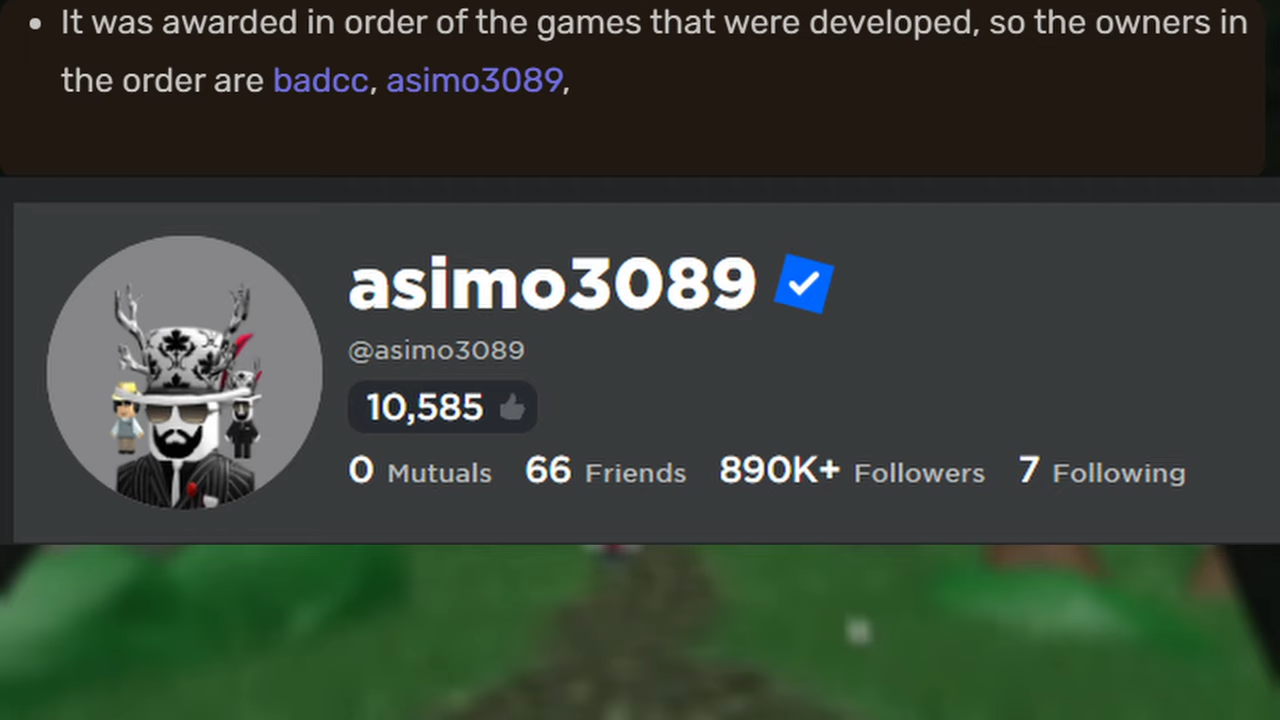 • It was awarded in order of the games that were developed, so the owners in
the order are badcc, asimo3089,
asimo3089
@asimo3089
10,585
0 Mutuals 66 Friends 890K+ Followers 7 Following